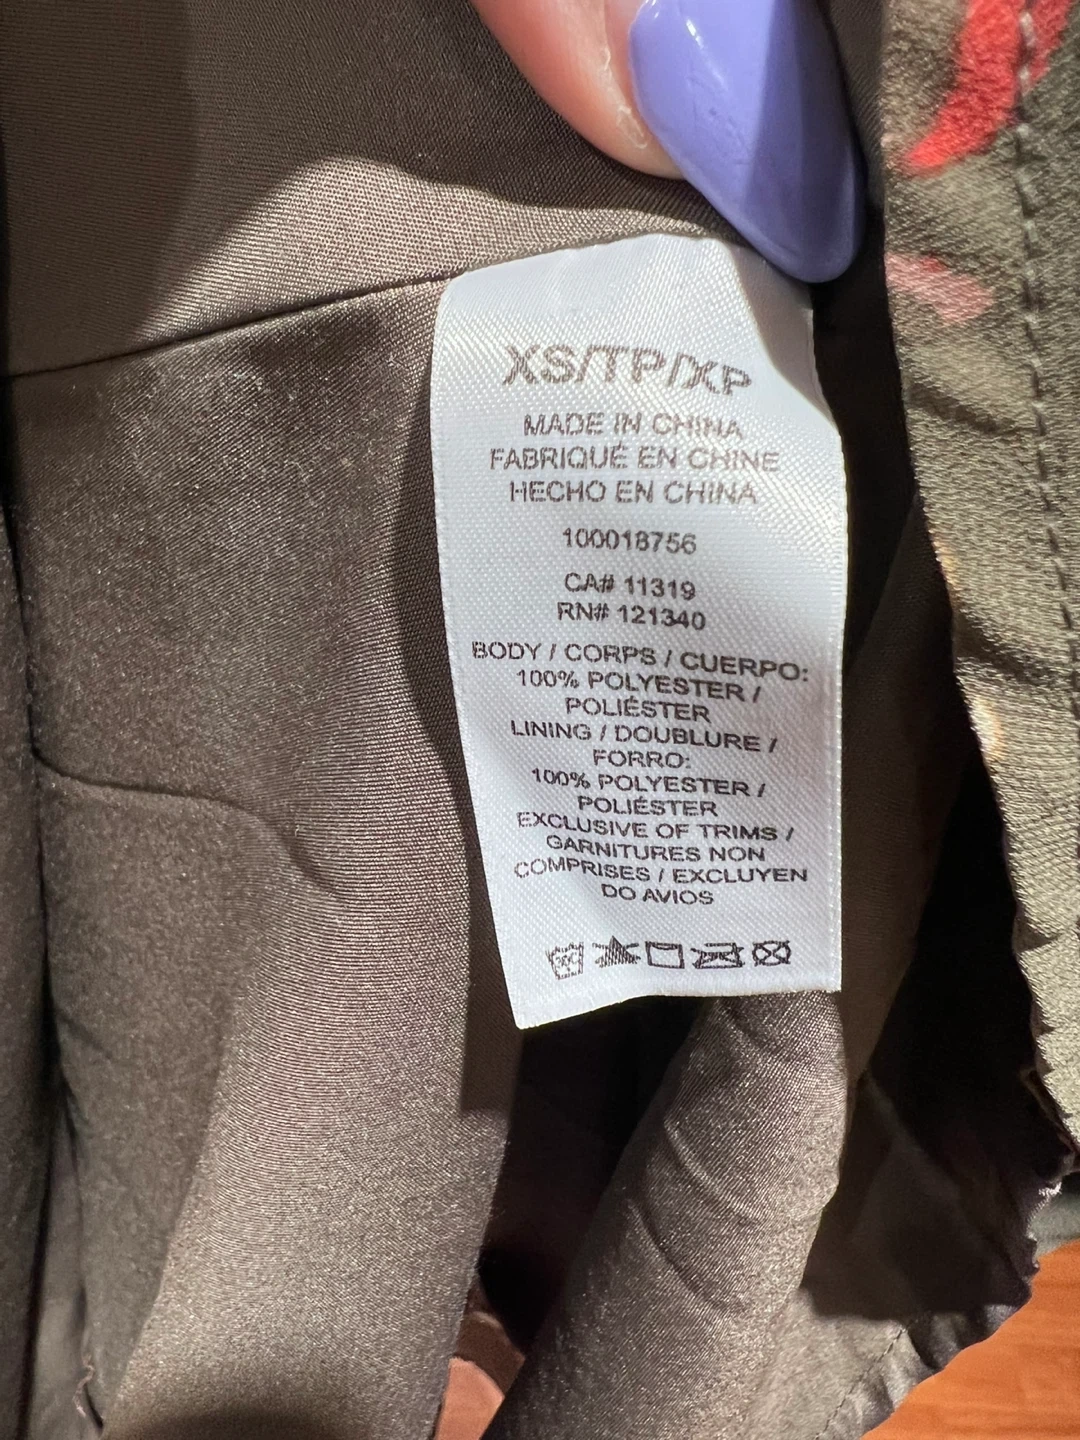 XS/TP/XP
MADE IN CHINA
FABRIQUÉ EN CHINE
HECHO EN CHINA
100018756
CA# 11319
RN# 121340
BODY / CORPS / CUERPO:
100% POLYESTER /
POLIÉSTER
LINING / DOUBLURE /
FORRO:
100% POLYESTER /
POLIÉSTER
EXCLUSIVE OF TRIMS /
GARNITURES NON
COMPRISES / EXCLUYEN
DO AVIOS